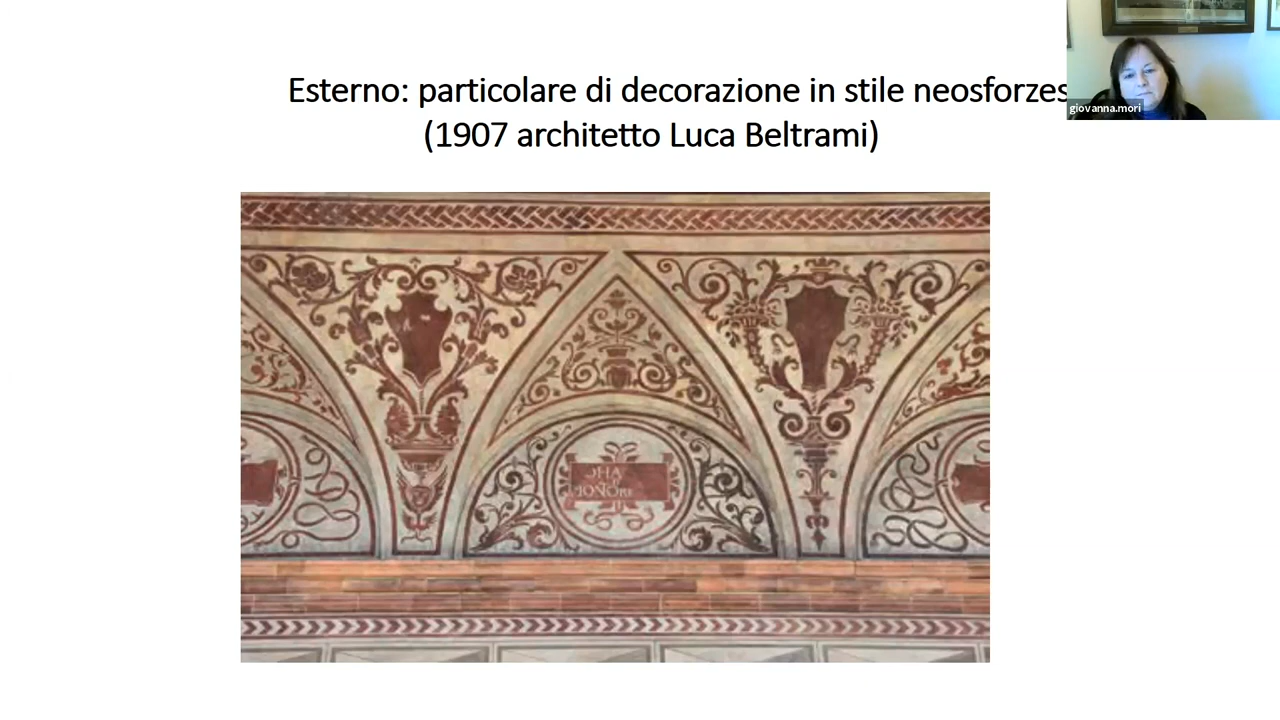 Esterno: particolare di decorazione in stile neosforzes
(1907 architetto Luca Beltrami)
giovanna.mori